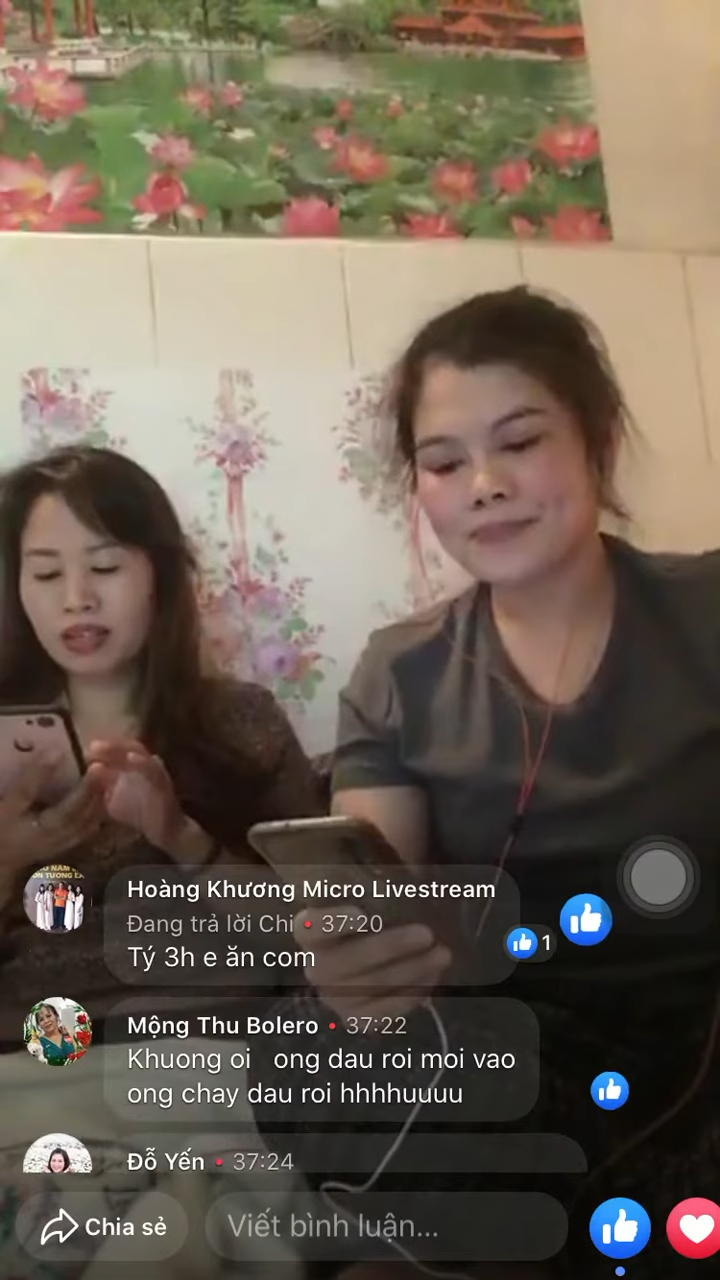 Hoàng Khương Micro Livestream
Đang trả lời Chi • 37:20
Tý 3h e ăn com
1
Mộng Thu Bolero • 37:22
Khuong oi ong dau roi moi vao
ong chay dau roi hhhhuuuu
Đỗ Yến • 37:24
Chia sẻ
Viết bình luận...